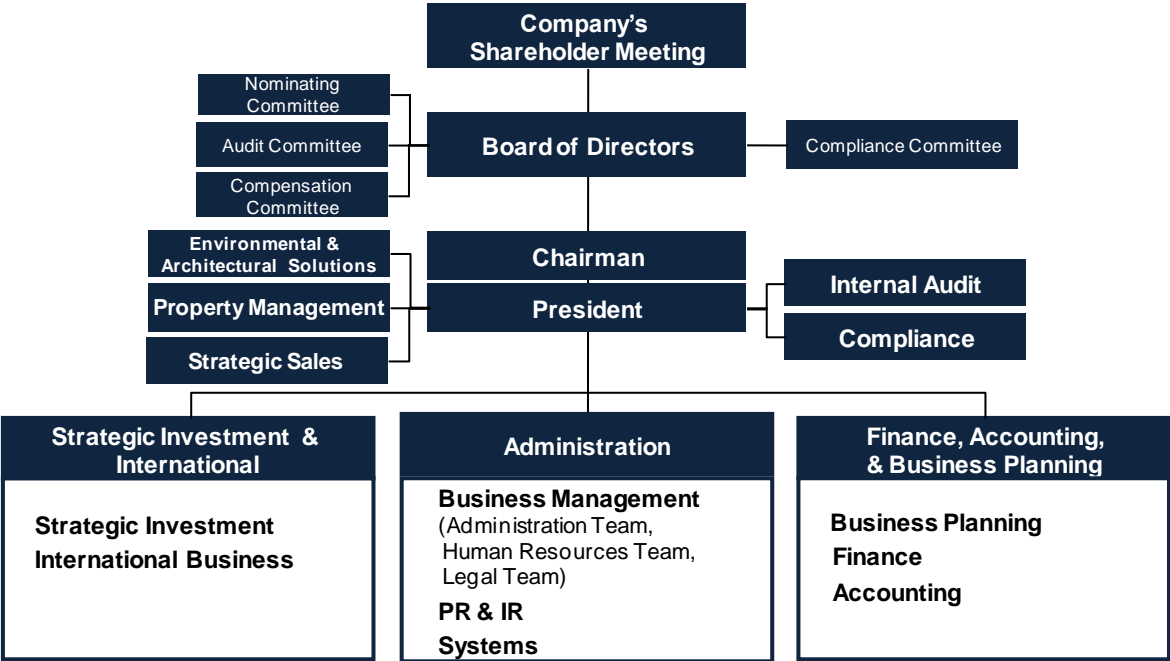 Company’s
Shareholder Meeting
Nominating
Committee
Audit Committee
Board of Directors
Compliance Committee
Compensation
Committee
Environmental &
Architectural Solutions
Chairman
Property Management
President
Internal Audit
Strategic Sales
Compliance
Strategic Investment &
International
Administration
Finance, Accounting,
& Business Planning
Strategic Investment
International Business
Business Management
(Administration Team,
Human Resources Team,
Legal Team)
PR & IR
Systems
Business Planning
Finance
Accounting